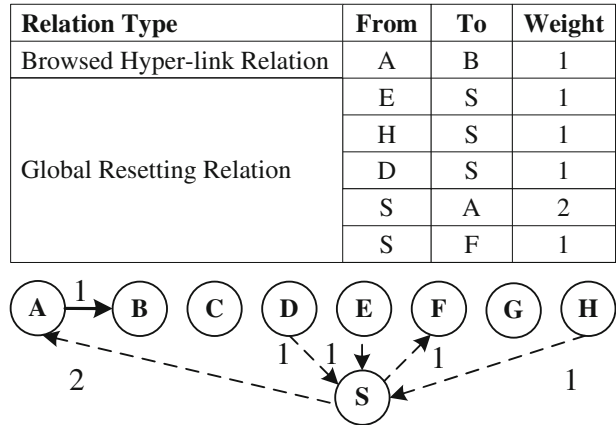 Relation Type From To Weight
Browsed Hyper-link Relation A B 1
E S 1
H S 1
Global Resetting Relation D S 1
S A 2
S F 1
A 1 B C D E F G H
1 1 1
2 S 1